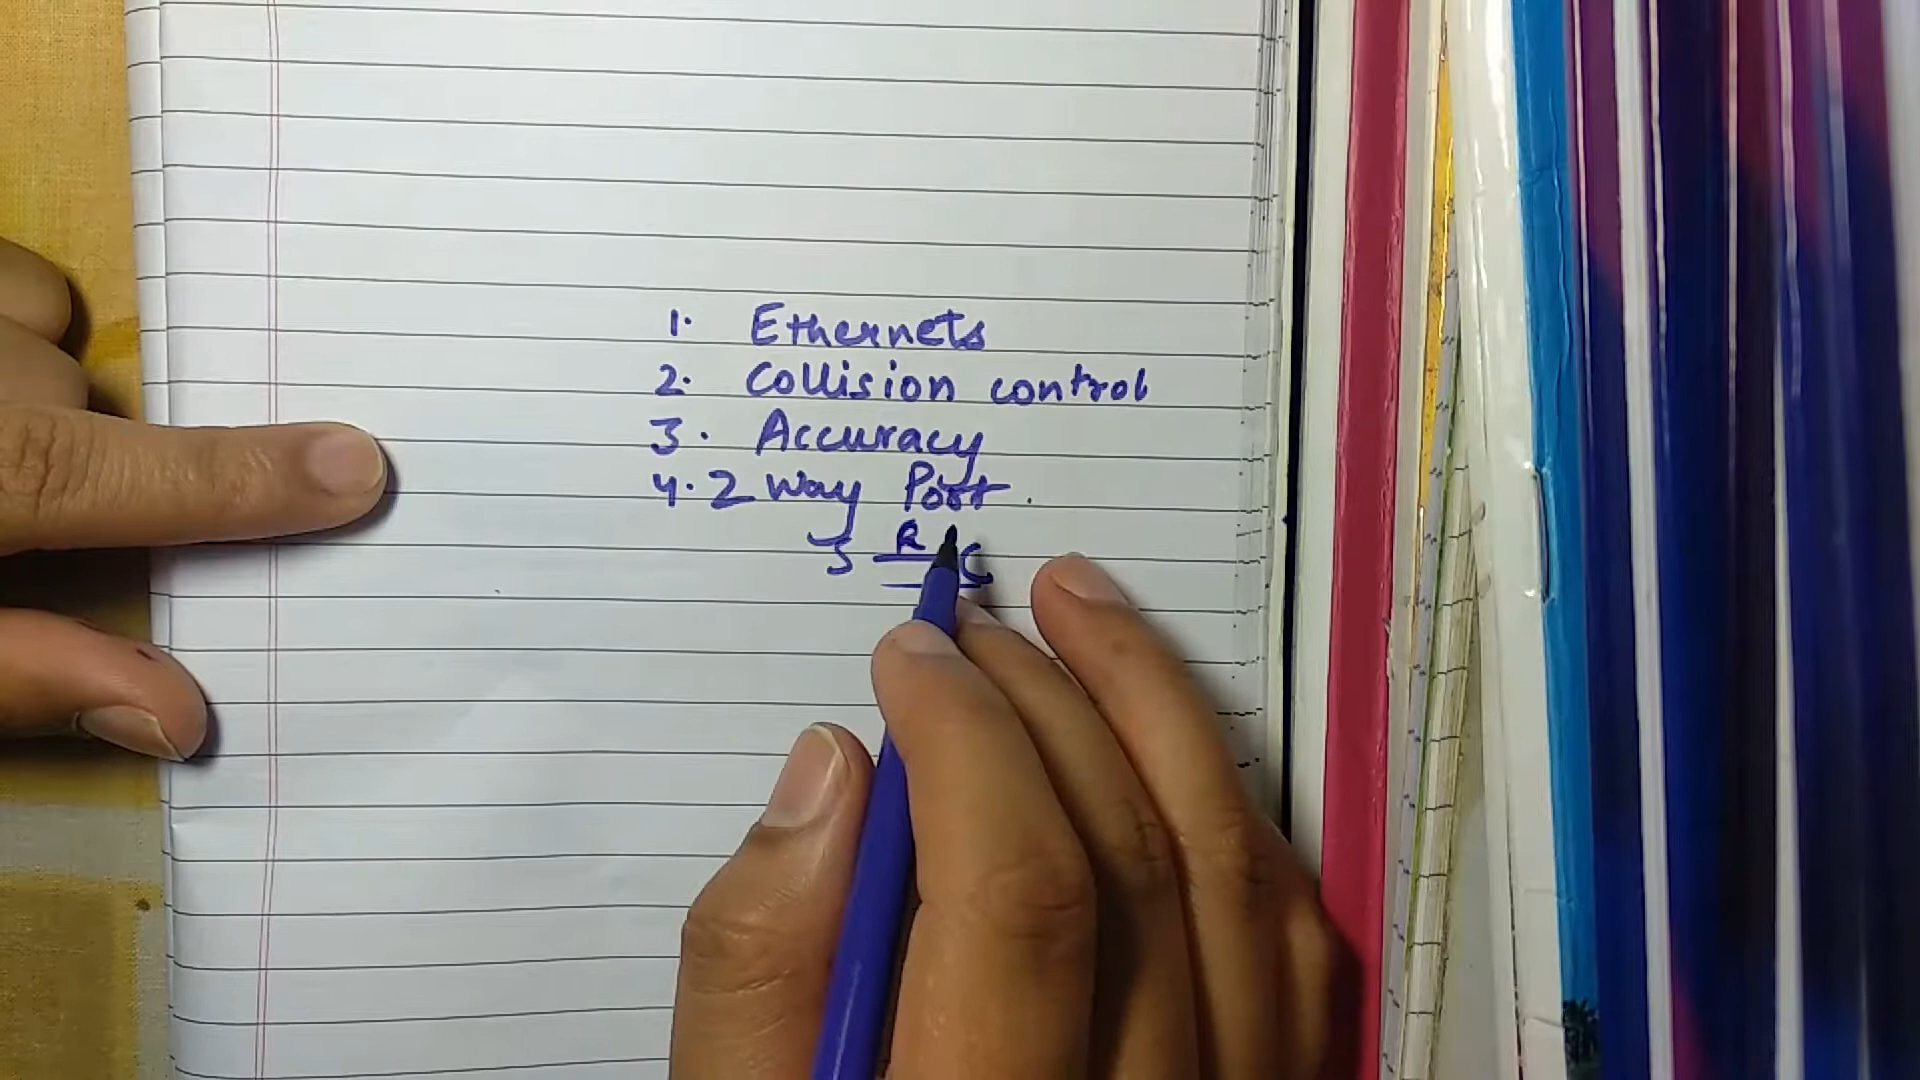 1. Ethernets
2. Collision control
3. Accuracy
4. 2 Way Port.
S R C